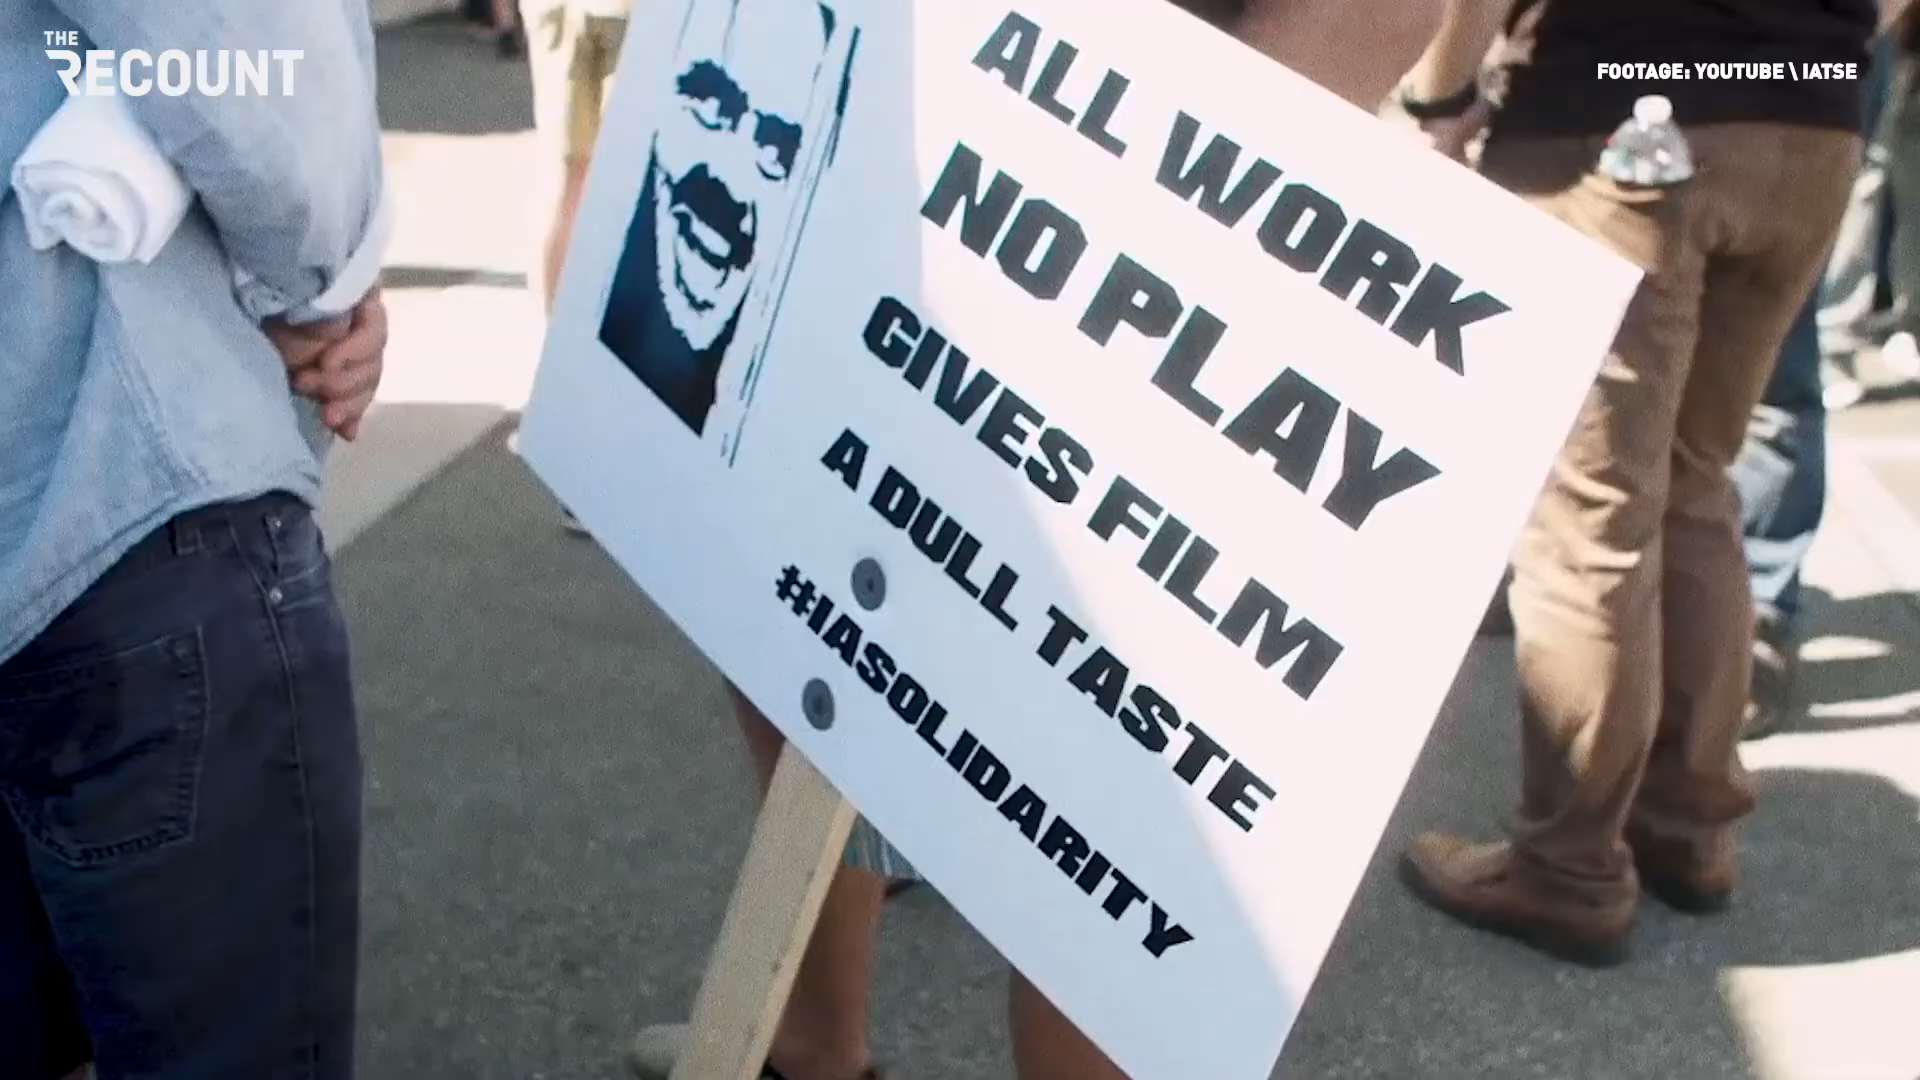 THE
RECOUNT
FOOTAGE: YOUTUBE \ IATSE
ALL WORK
NO PLAY
GIVES FILM
A DULL TASTE
#IASOLIDARITY